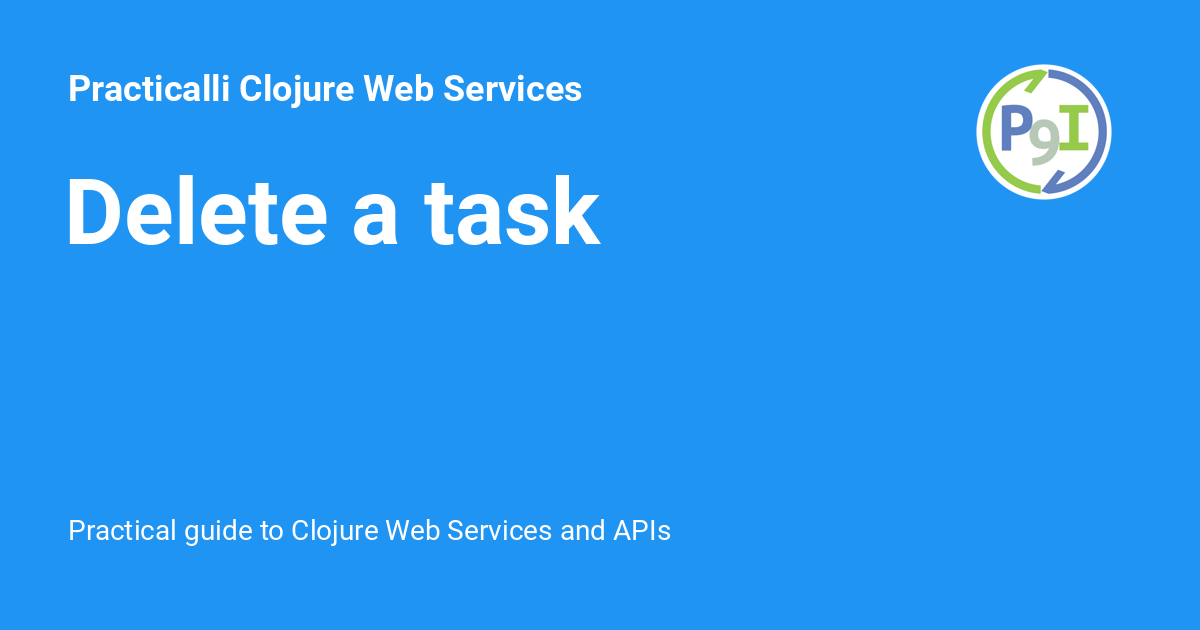 Practicalli Clojure Web Services
P9I
Delete a task
Practical guide to Clojure Web Services and APIs